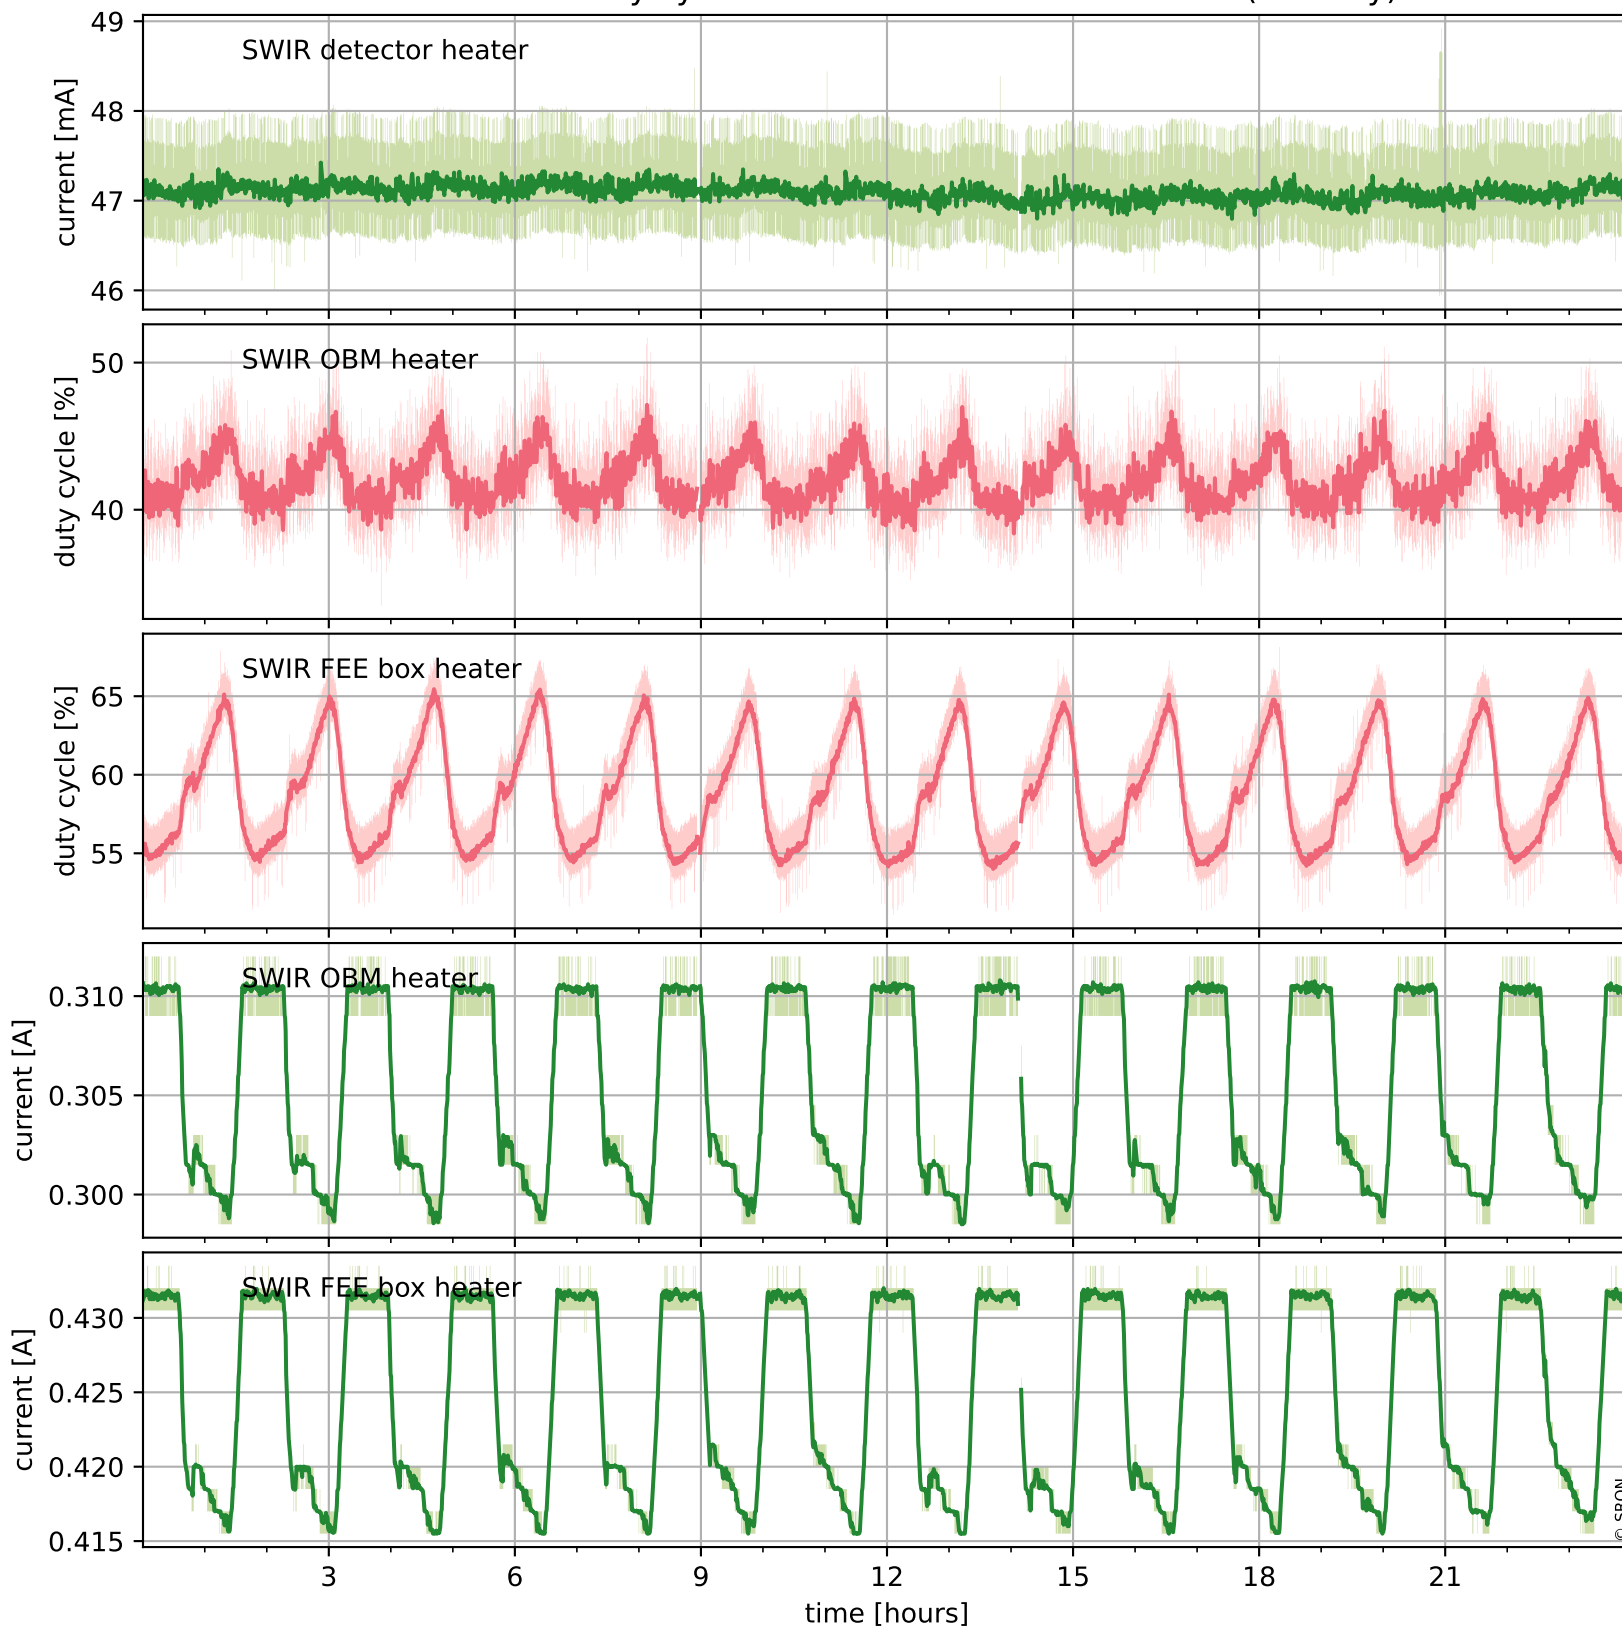 49
SWIR detector heater
48
47
46
current [mA]
SWIR OBM heater
50
40
duty cycle [%]
SWIR FEE box heater
65
60
55
duty cycle [%]
SWIR OBM heater
0.310
0.305
0.300
current [A]
SWIR FEE box heater
0.430
0.425
0.420
0.415
current [A]
© SRON
3 6 9 12 15 18 21
time [hours]